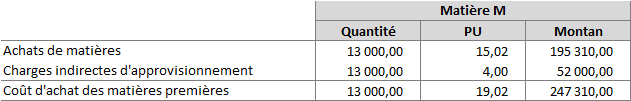 Matière M
Quantité PU Montan
Achats de matières 13 000,00 15,02 195 310,00
Charges indirectes d'approvisionnement 13 000,00 4,00 52 000,00
Coût d'achat des matières premières 13 000,00 19,02 247 310,00